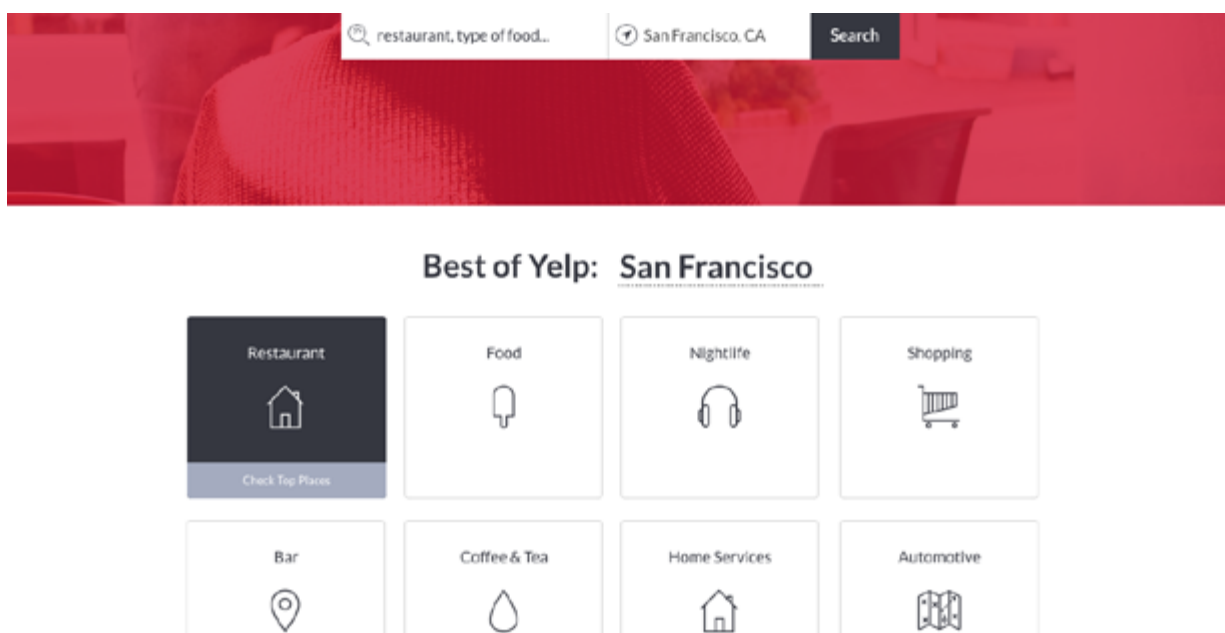 restaurant, type of food... San Francisco, CA Search
Best of Yelp: San Francisco
Restaurant Food Nightlife Shopping
Check Top Places
Bar Coffee & Tea Home Services Automotive